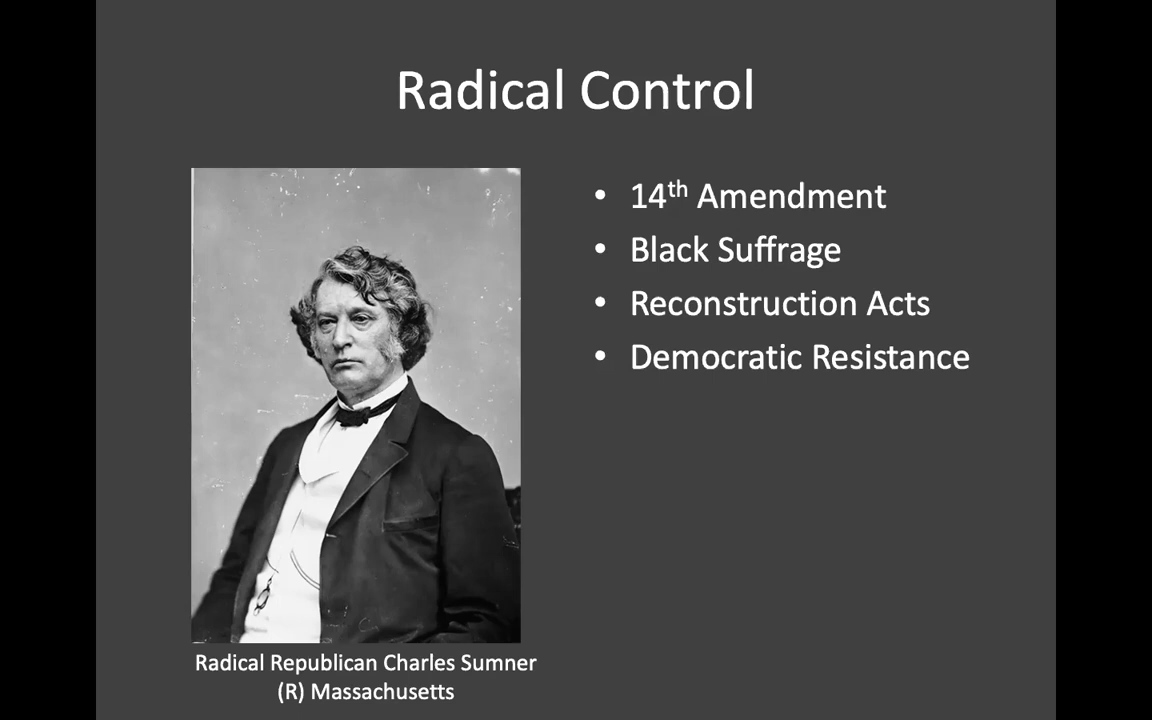 Radical Control
• 14th Amendment
• Black Suffrage
• Reconstruction Acts
• Democratic Resistance
Radical Republican Charles Sumner
(R) Massachusetts